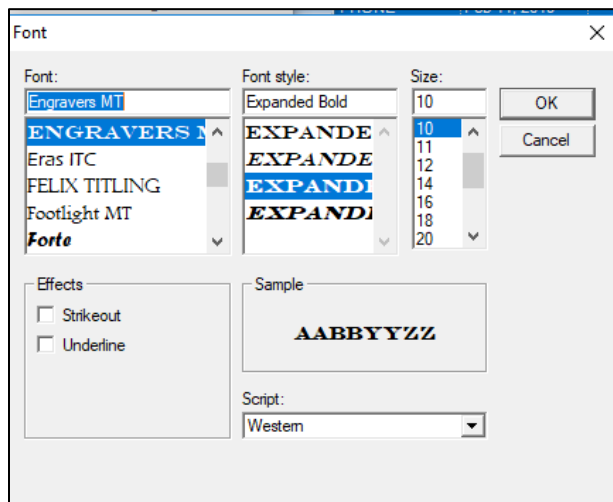 Font
Font:
Engravers MT
ENGRAVERS
Eras ITC
FELIX TITLING
Footlight MT
Forte
Font style:
Expanded Bold
EXPANDE
EXPANDE
EXPANDI
EXPANDI
Size:
10
10
11
12
14
16
18
20
OK
Cancel
Effects
Strikeout
Underline
Sample
AABBYYZZ
Script:
Western